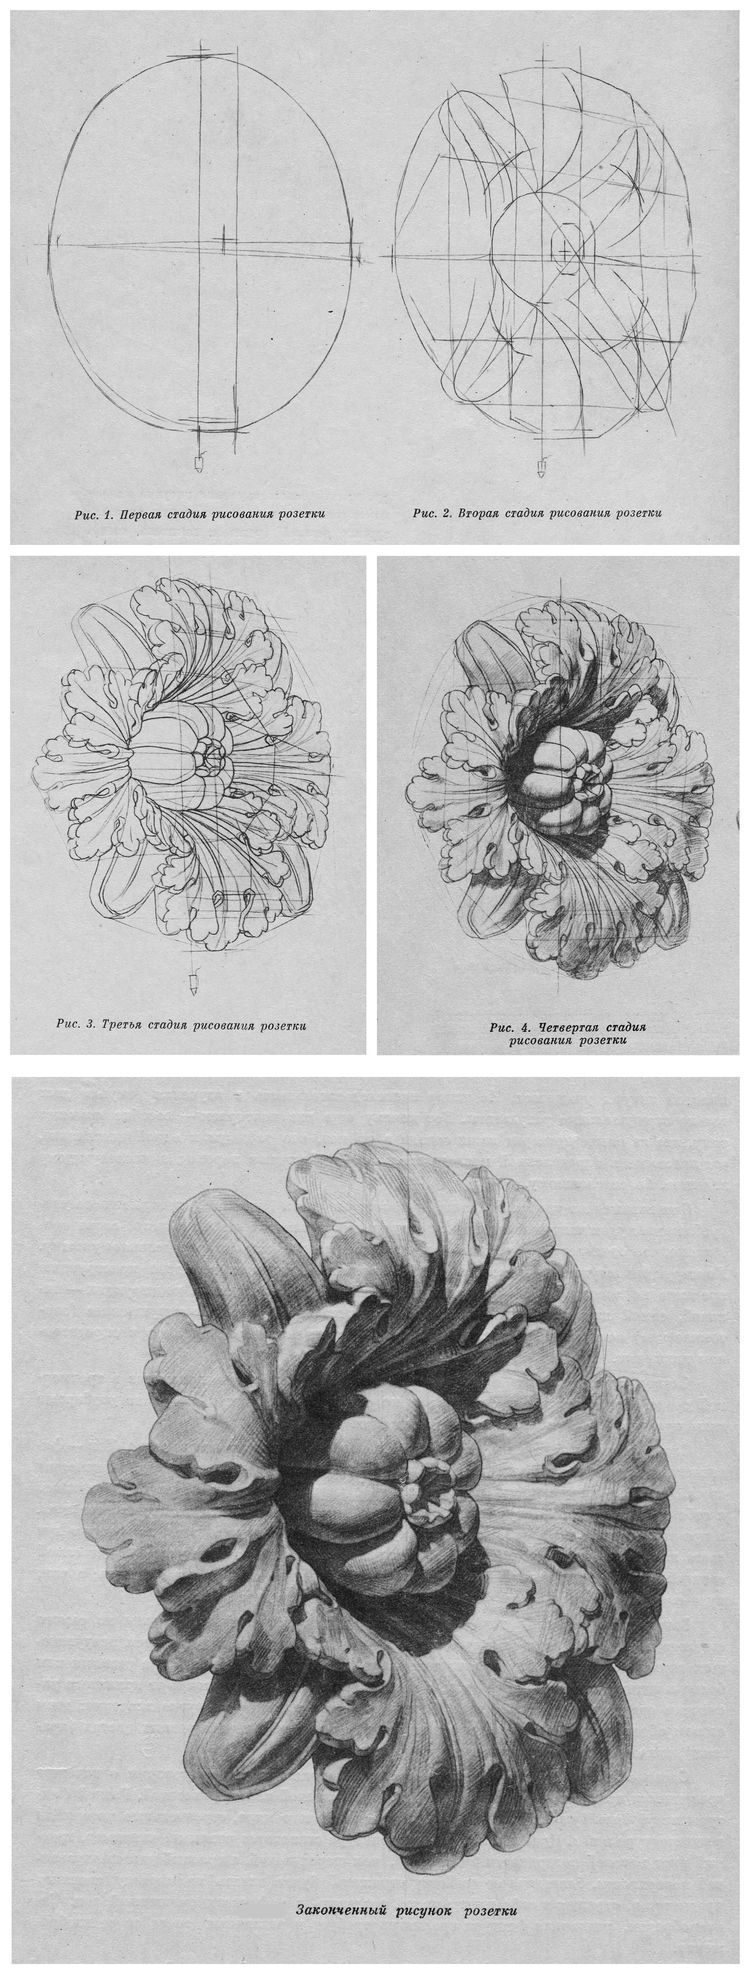 Рис. 1. Первая стадия рисования розетки
Рис. 2. Вторая стадия рисования розетки
Рис. 3. Третья стадия рисования розетки
Рис. 4. Четвертая стадия
рисования розетки
Законченный рисунок розетки